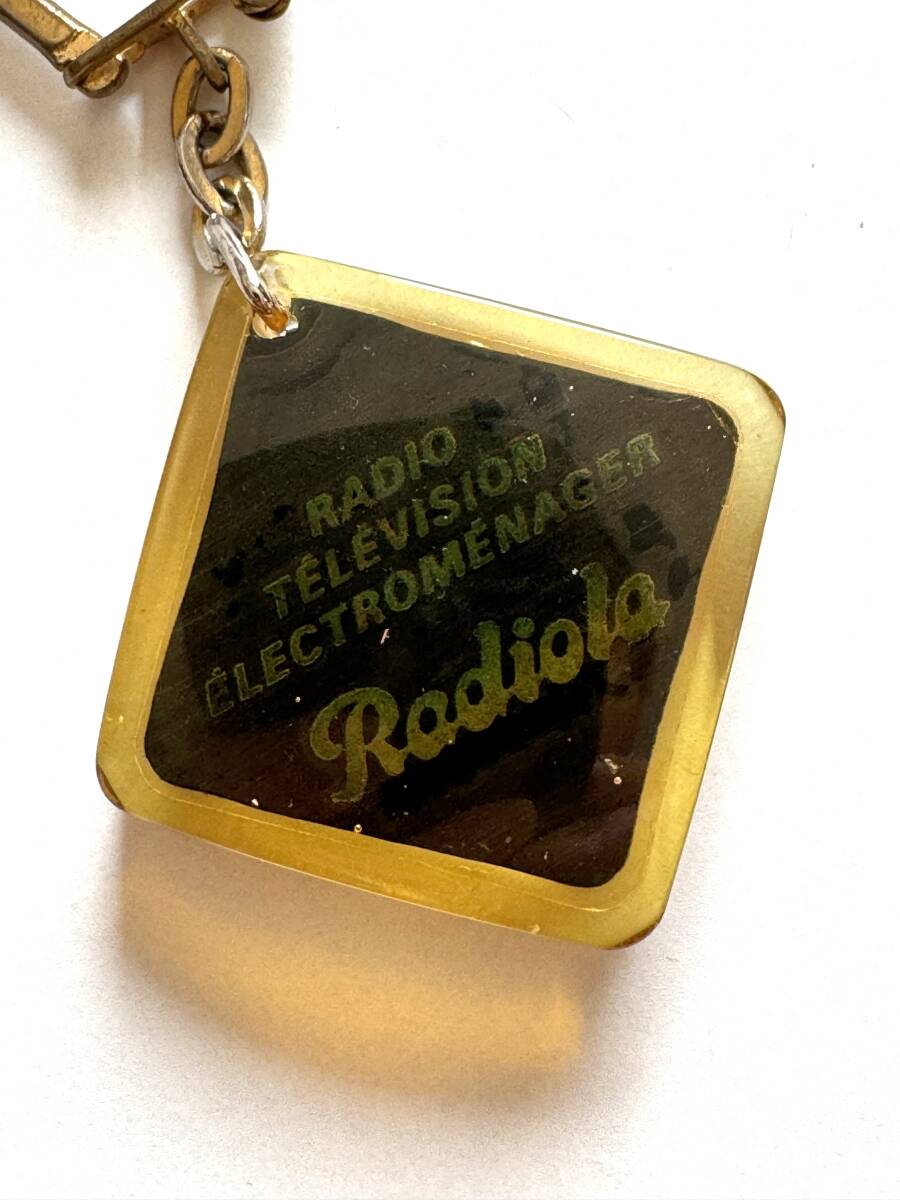 RADIO
TÉLÉVISION
ÉLECTROMÉNAGER
Radiola